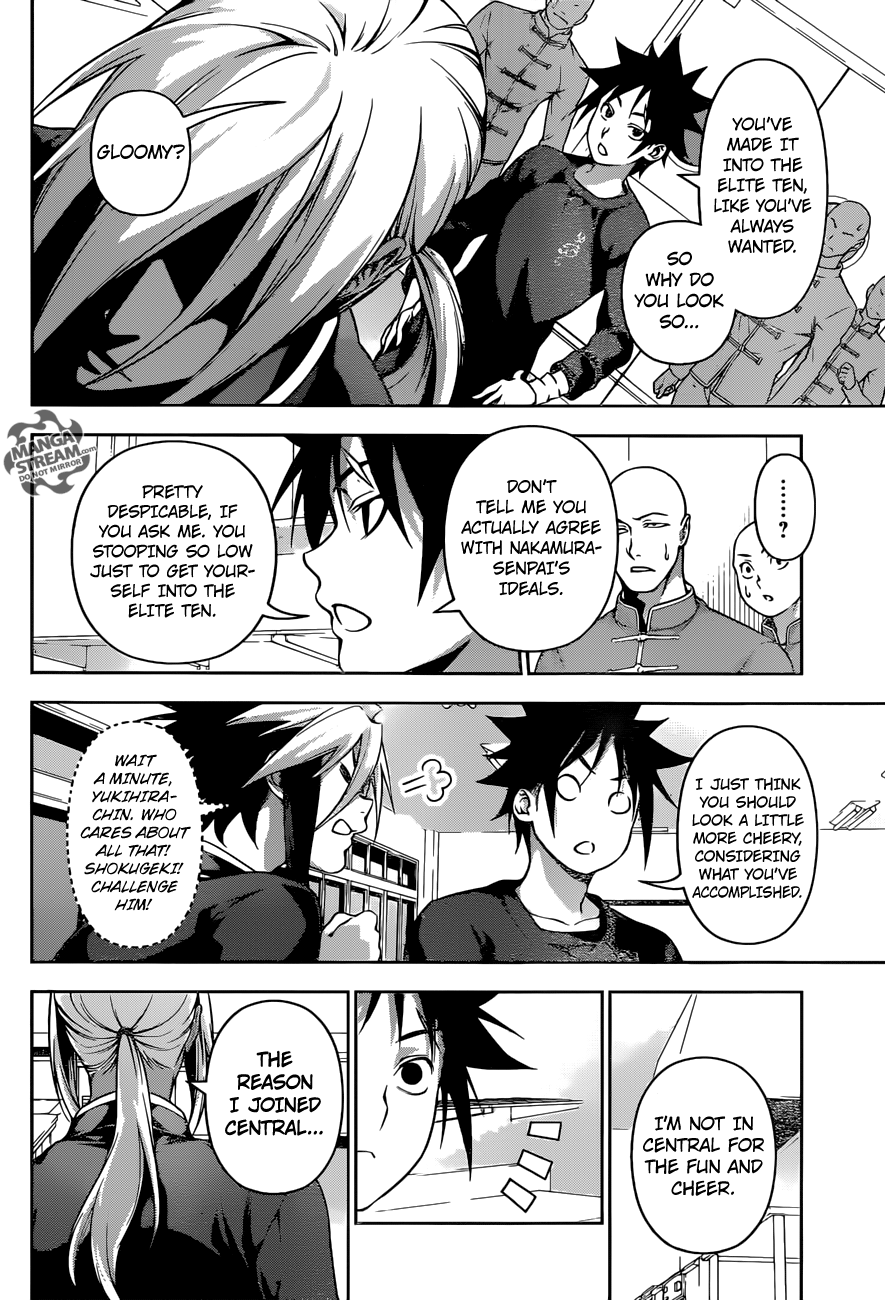 YOU'VE
MADE IT
INTO THE
ELITE TEN,
LIKE YOU'VE
ALWAYS
WANTED.
SO
WHY DO
YOU LOOK
SO...
GLOOMY?
......?
DON'T
TELL ME YOU
ACTUALLY AGREE
WITH NAKAMURA-
SENPAI'S
IDEALS.
PRETTY
DESPICABLE, IF
YOU ASK ME. YOU
STOOPING SO LOW
JUST TO GET YOUR-
SELF INTO THE
ELITE TEN.
MANGA
STREAM.com
DO NOT MIRROR
I JUST THINK
YOU SHOULD
LOOK A LITTLE
MORE CHEERY,
CONSIDERING
WHAT YOU'VE
ACCOMPLISHED.
WAIT
A MINUTE,
YUKIHIRA-
CHIN. WHO
CARES ABOUT
ALL THAT!
SHOKUGEKI!
CHALLENGE
HIM!
I'M NOT IN
CENTRAL FOR
THE FUN AND
CHEER.
THE
REASON
I JOINED
CENTRAL...